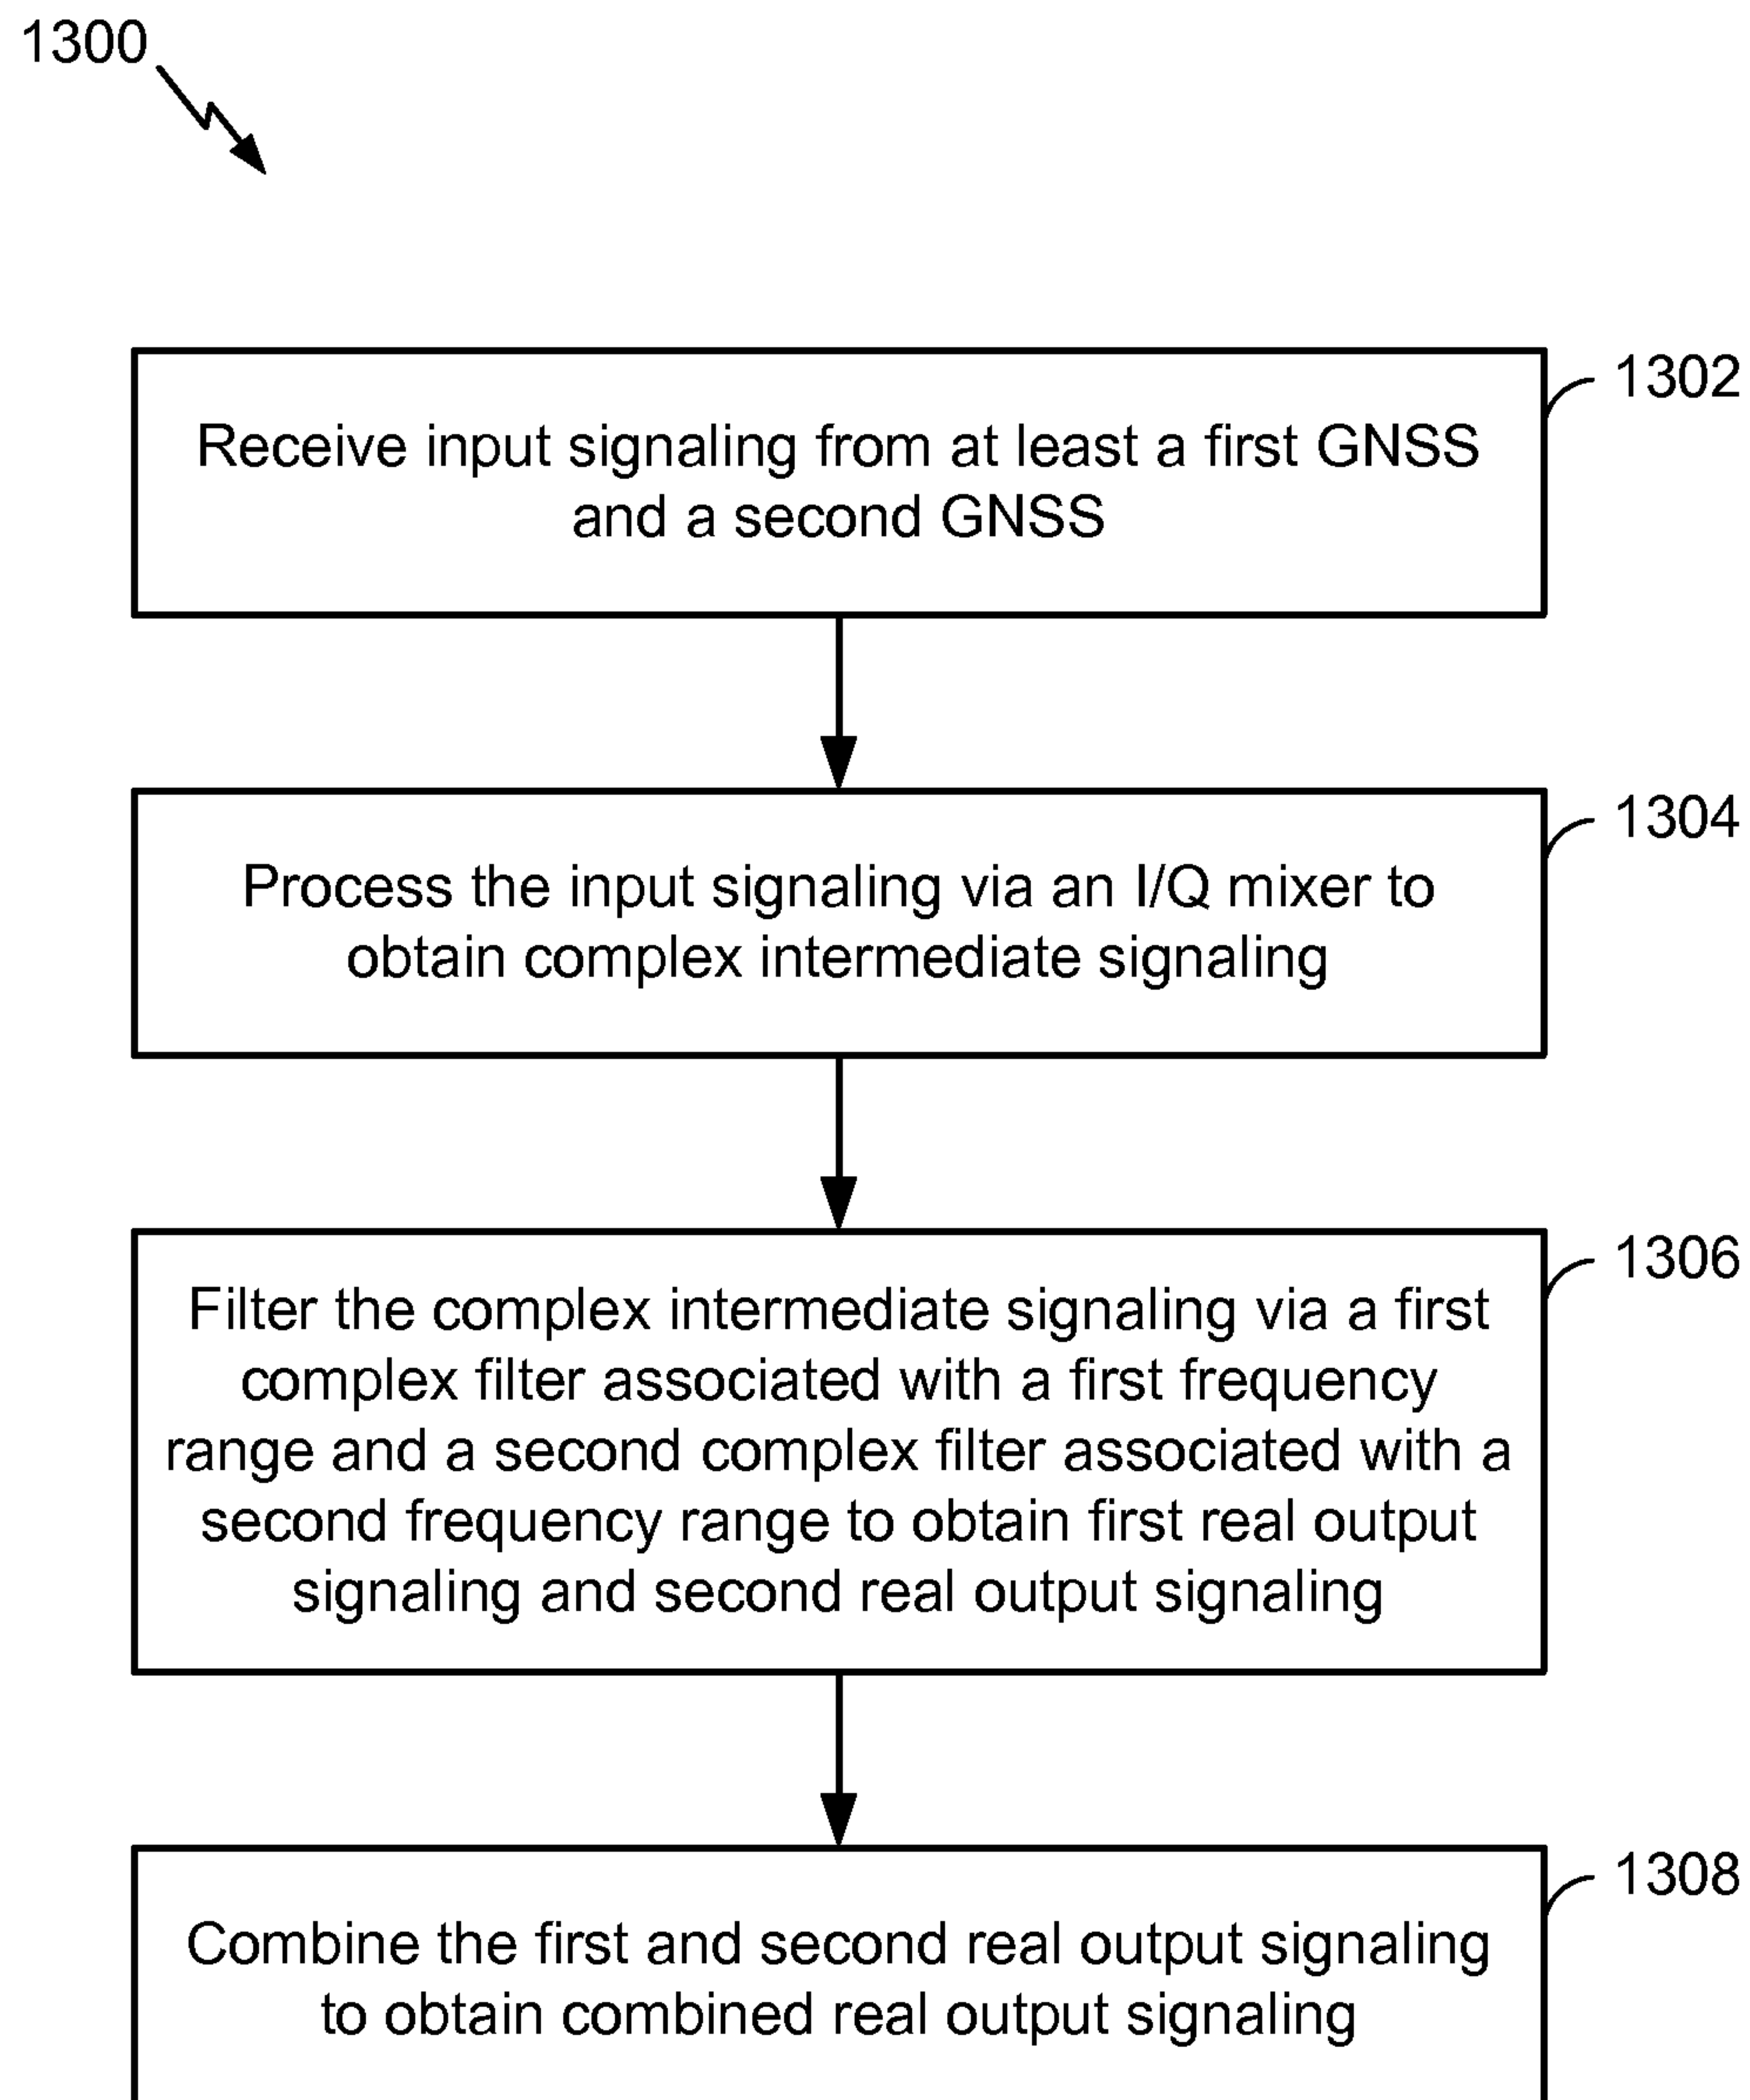 1300
1302
Receive input signaling from at least a first GNSS
and a second GNSS
1304
Process the input signaling via an I/Q mixer to
obtain complex intermediate signaling
1306
Filter the complex intermediate signaling via a first
complex filter associated with a first frequency
range and a second complex filter associated with a
second frequency range to obtain first real output
signaling and second real output signaling
1308
Combine the first and second real output signaling
to obtain combined real output signaling